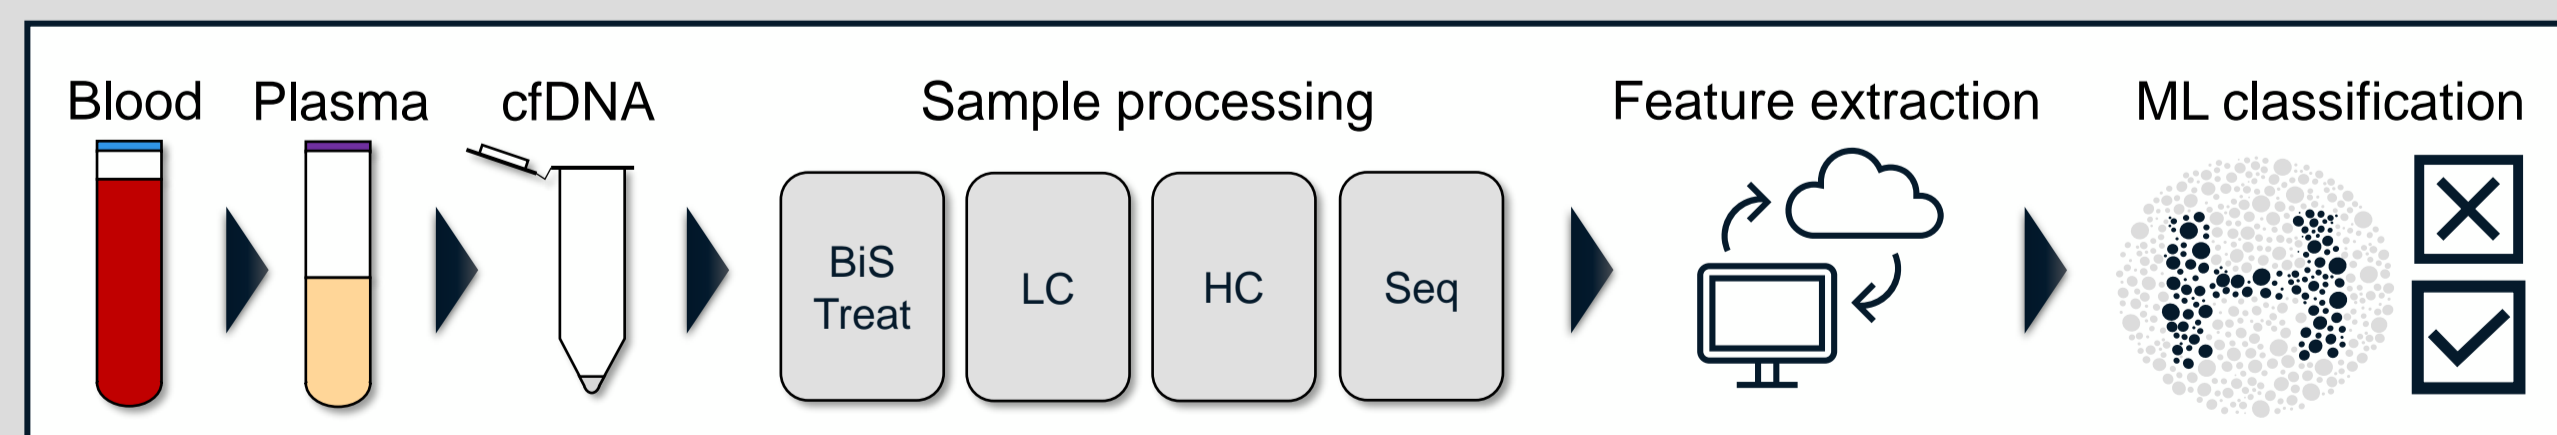 Blood
Plasma
cfDNA
Sample processing
Feature extraction
ML classification
BiS
Treat
LC
HC
Seq
H